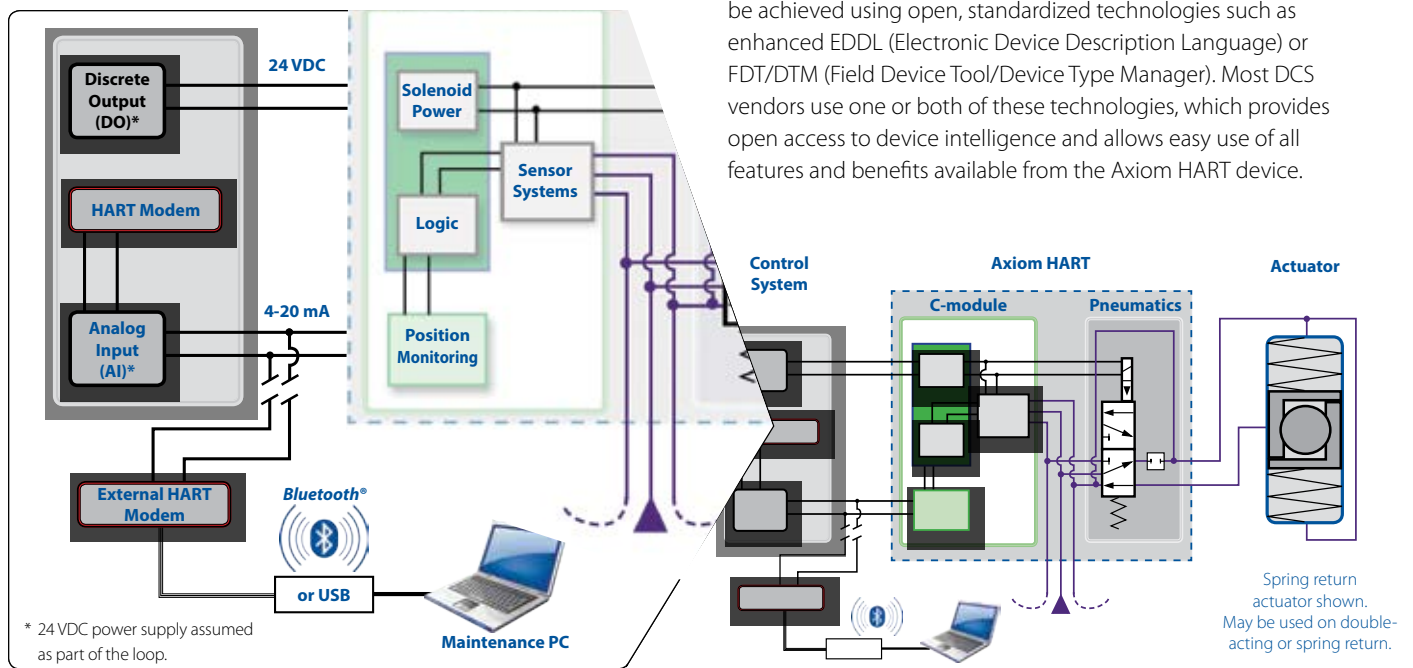 be achieved using open, standardized technologies such as
enhanced EDDL (Electronic Device Description Language) or
FDT/DTM (Field Device Tool/Device Type Manager). Most DCS
vendors use one or both of these technologies, which provides
open access to device intelligence and allows easy use of all
features and benefits available from the Axiom HART device.
24 VDC
Discrete
Output
(DO)*
Solenoid
Power
Sensor
Systems
HART Modem
Logic
4-20 mA
Analog
Input
(AI)*
Position
Monitoring
External HART
Modem
Bluetooth®
or USB
Maintenance PC
* 24 VDC power supply assumed
as part of the loop.
Control
System
Axiom HART
Actuator
C-module
Pneumatics
Spring return
actuator shown.
May be used on double-
acting or spring return.